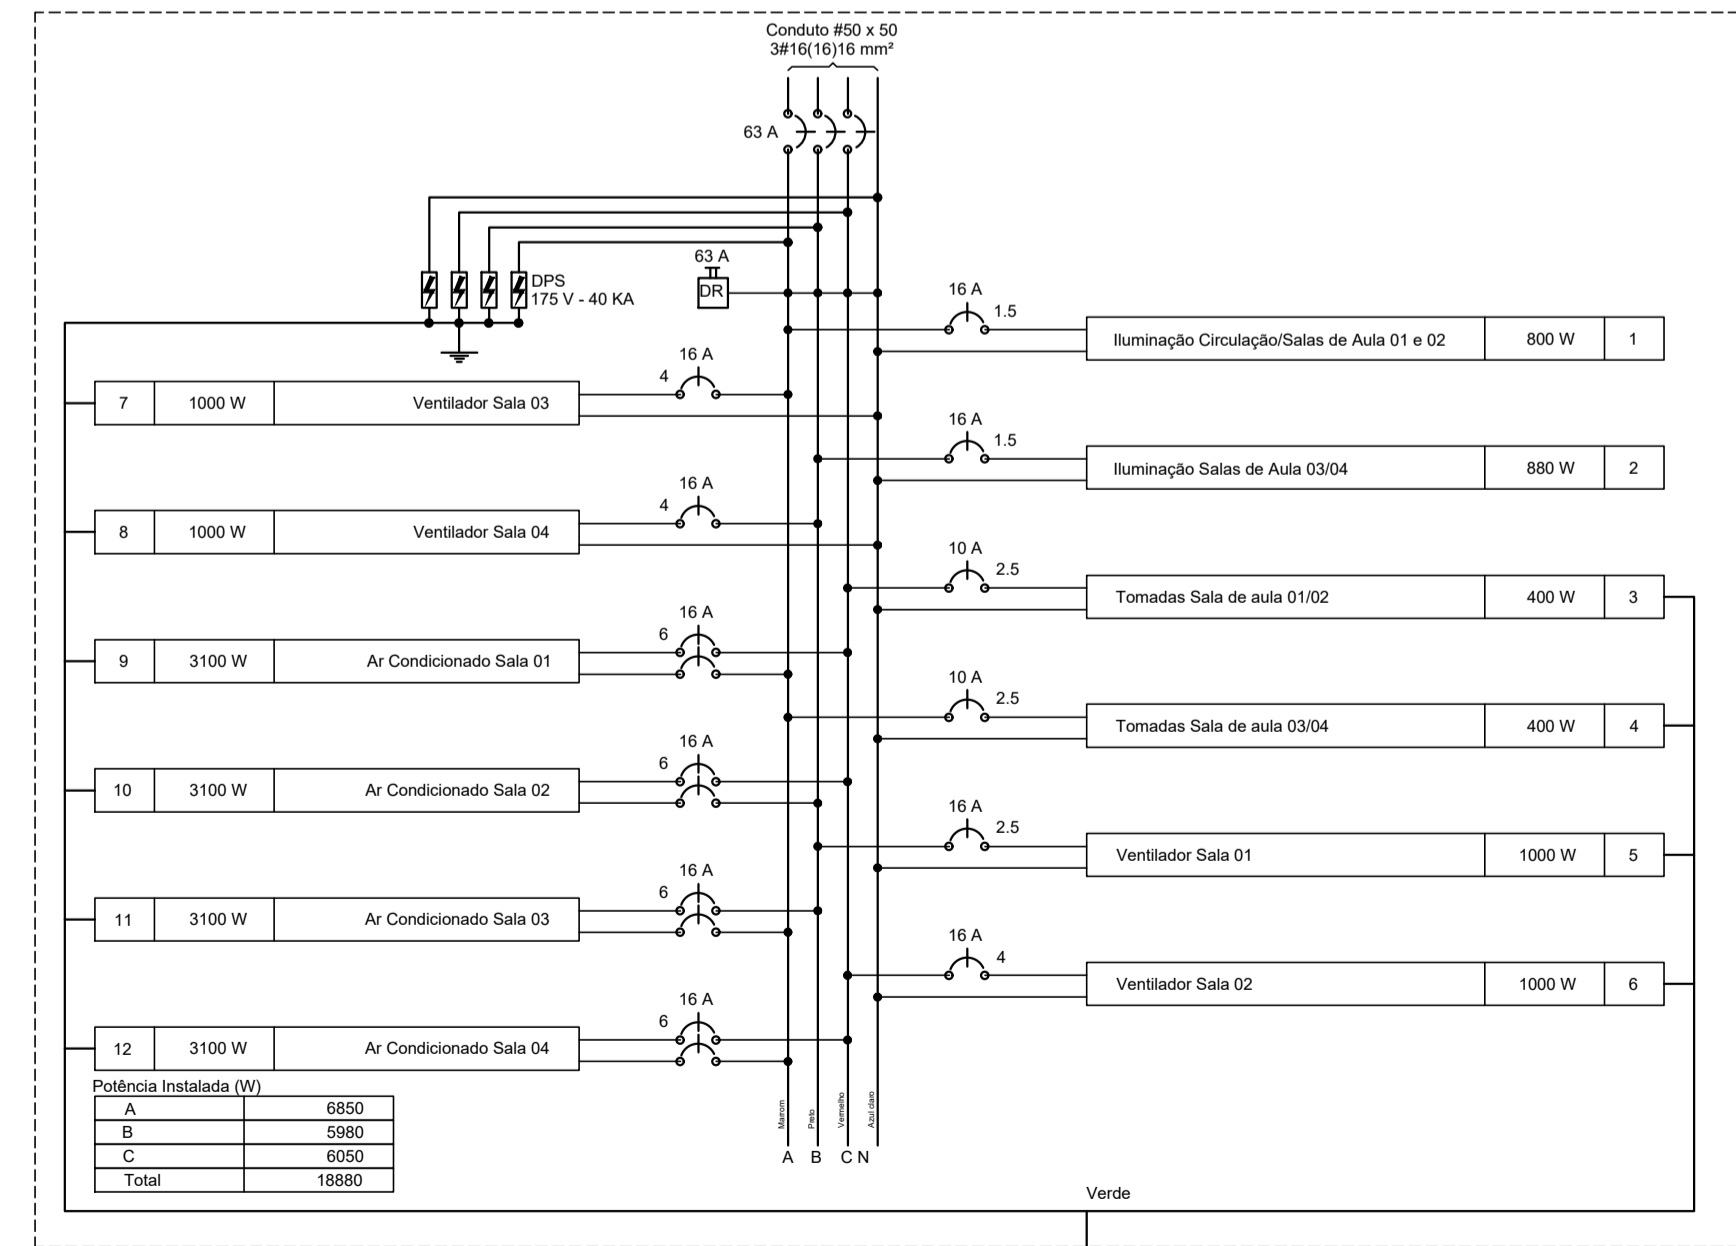 Conduto #50 x 50
3#16(16)16 mm²
63 A
DPS
175 V - 40 KA
63 A
DR
16 A
1.5
Iluminação Circulação/Salas de Aula 01 e 02 800 W 1
16 A
4
7 1000 W Ventilador Sala 03
16 A
1.5
Iluminação Salas de Aula 03/04 880 W 2
16 A
4
8 1000 W Ventilador Sala 04
10 A
2.5
Tomadas Sala de aula 01/02 400 W 3
16 A
6
9 3100 W Ar Condicionado Sala 01
10 A
2.5
Tomadas Sala de aula 03/04 400 W 4
16 A
6
10 3100 W Ar Condicionado Sala 02
16 A
2.5
Ventilador Sala 01 1000 W 5
16 A
6
11 3100 W Ar Condicionado Sala 03
16 A
4
Ventilador Sala 02 1000 W 6
16 A
6
12 3100 W Ar Condicionado Sala 04
Potência Instalada (W)
A 6850
B 5980
C 6050
Total 18880
Marrom
Preto
Vermelho
Azul claro
A B C N
Verde